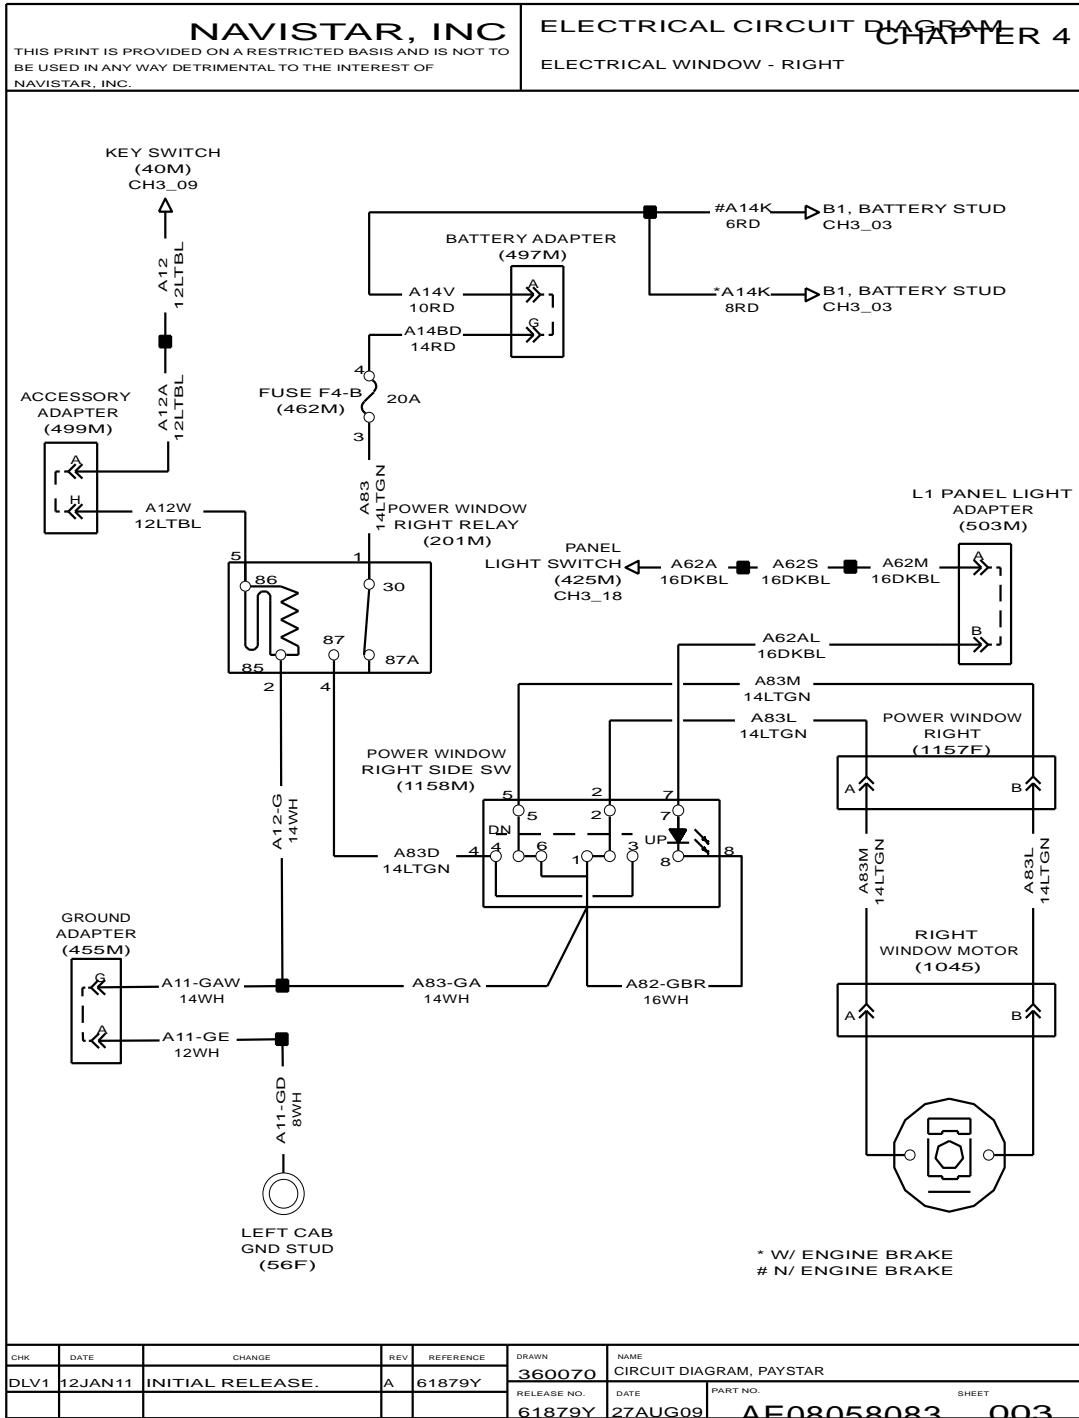 NAVISTAR, INC
THIS PRINT IS PROVIDED ON A RESTRICTED BASIS AND IS NOT TO
BE USED IN ANY WAY DETRIMENTAL TO THE INTEREST OF
NAVISTAR, INC.
ELECTRICAL CIRCUIT DIAGRAM
CHAPTER 4
ELECTRICAL WINDOW - RIGHT
KEY SWITCH
(40M)
CH3_09
A12
12LTBL
A12A
12LTBL
ACCESSORY
ADAPTER
(499M)
A
H
A12W
12LTBL
#A14K
6RD
B1, BATTERY STUD
CH3_03
*A14K
8RD
B1, BATTERY STUD
CH3_03
BATTERY ADAPTER
(497M)
A
G
A14V
10RD
A14BD
14RD
4
FUSE F4-B
(462M)
20A
3
A83
14LTGN
POWER WINDOW
RIGHT RELAY
(201M)
5
1
86
30
87
85
87A
2
4
L1 PANEL LIGHT
ADAPTER
(503M)
A
B
PANEL
LIGHT SWITCH
(425M)
CH3_18
A62A
16DKBL
A62S
16DKBL
A62M
16DKBL
A62AL
16DKBL
A83M
14LTGN
A83L
14LTGN
POWER WINDOW
RIGHT
(1157F)
A
B
POWER WINDOW
RIGHT SIDE SW
(1158M)
5
2
7
5
2
7
DN
UP
4
4
6
1
3
8
8
A12-G
14WH
A83D
14LTGN
A83M
14LTGN
A83L
14LTGN
GROUND
ADAPTER
(455M)
G
A
A11-GAW
14WH
A83-GA
14WH
A82-GBR
16WH
A11-GE
12WH
A11-GD
8WH
RIGHT
WINDOW MOTOR
(1045)
A
B
LEFT CAB
GND STUD
(56F)
* W/ ENGINE BRAKE
# N/ ENGINE BRAKE
CHK
DATE
CHANGE
REV
REFERENCE
DLV1
12JAN11
INITIAL RELEASE.
A
61879Y
DRAWN
360070
NAME
CIRCUIT DIAGRAM, PAYSTAR
RELEASE NO.
61879Y
DATE
27AUG09
PART NO.
AE08058083
SHEET
003